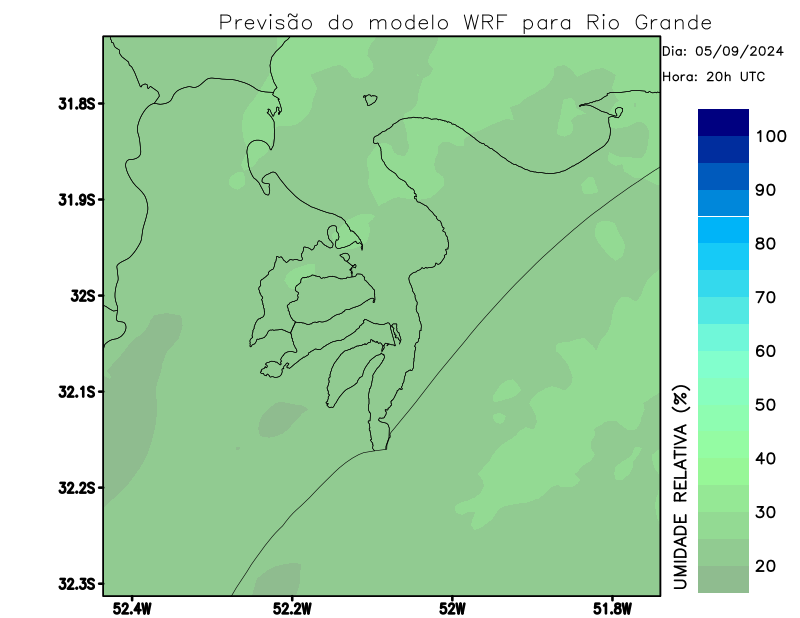 Previsão do modelo WRF para Rio Grande
Dia: 05/09/2024
Hora: 20h UTC
31.8S
31.9S
32S
32.1S
32.2S
32.3S
52.4W
52.2W
52W
51.8W
100
90
80
70
60
50
40
30
20
UMIDADE RELATIVA (%)